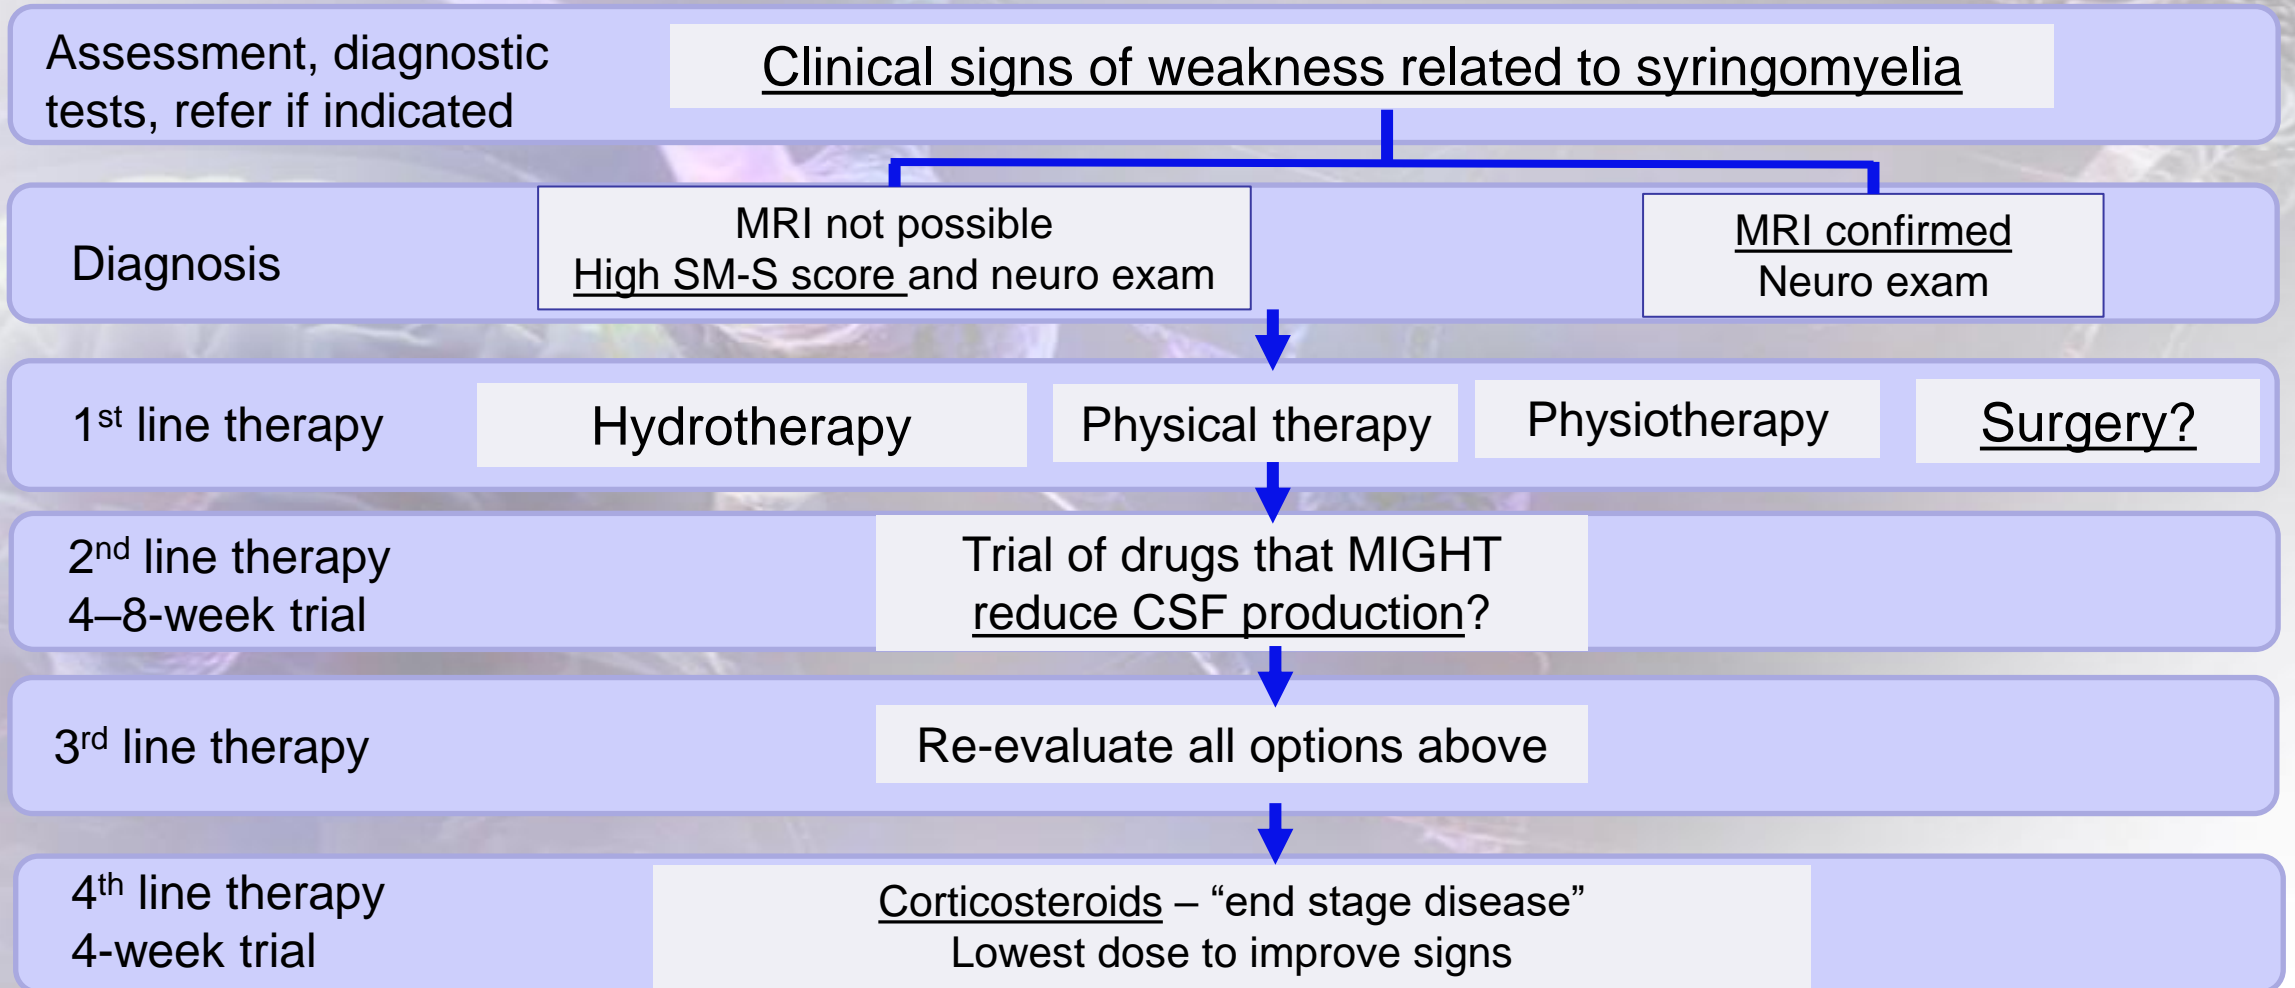 Assessment, diagnostic
tests, refer if indicated
Clinical signs of weakness related to syringomyelia
Diagnosis
MRI not possible
High SM-S score and neuro exam
MRI confirmed
Neuro exam
1st line therapy
Hydrotherapy
Physical therapy
Physiotherapy
Surgery?
2nd line therapy
4–8-week trial
Trial of drugs that MIGHT
reduce CSF production?
3rd line therapy
Re-evaluate all options above
4th line therapy
4-week trial
Corticosteroids – “end stage disease”
Lowest dose to improve signs